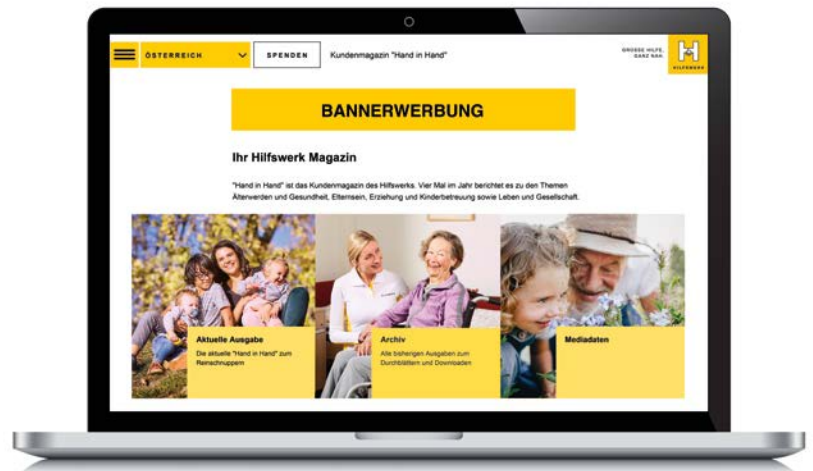 ÖSTERREICH
SPENDEN
Kundenmagazin "Hand in Hand"
GROSSE HILFE,
GANZ NAH.
HILFSWERK
BANNERWERBUNG
Ihr Hilfswerk Magazin
"Hand in Hand" ist das Kundenmagazin des Hilfswerks. Vier Mal im Jahr berichtet es zu den Themen
Älterwerden und Gesundheit, Elternsein, Erziehung und Kinderbetreuung sowie Leben und Gesellschaft.
Aktuelle Ausgabe
Die aktuelle "Hand in Hand" zum
Reinschnuppern
Archiv
Alle bisherigen Ausgaben zum
Durchblättern und Downloaden
Mediadaten